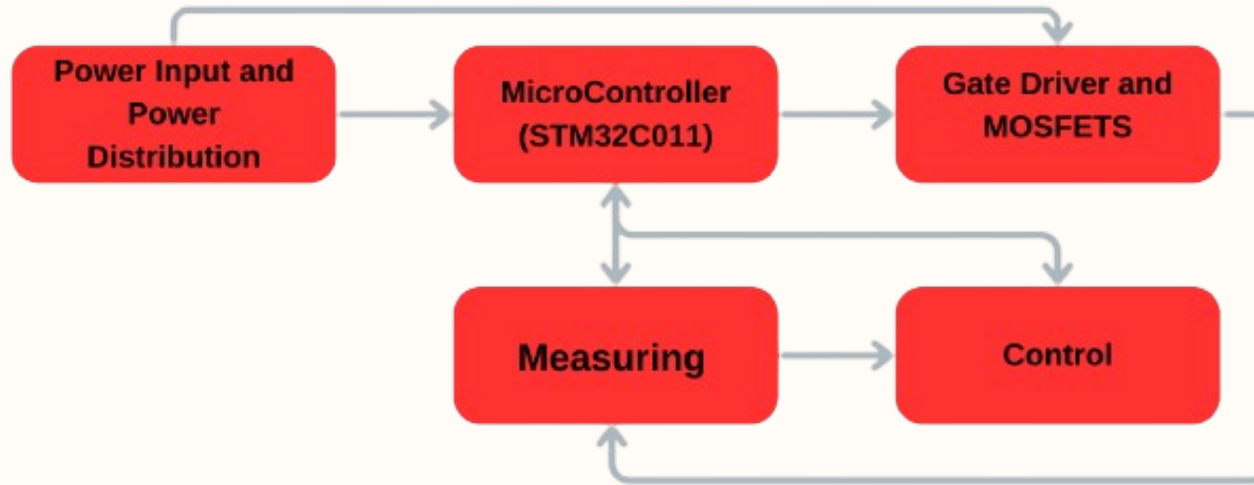 Power Input and
Power
Distribution
MicroController
(STM32C011)
Gate Driver and
MOSFETS
Measuring
Control